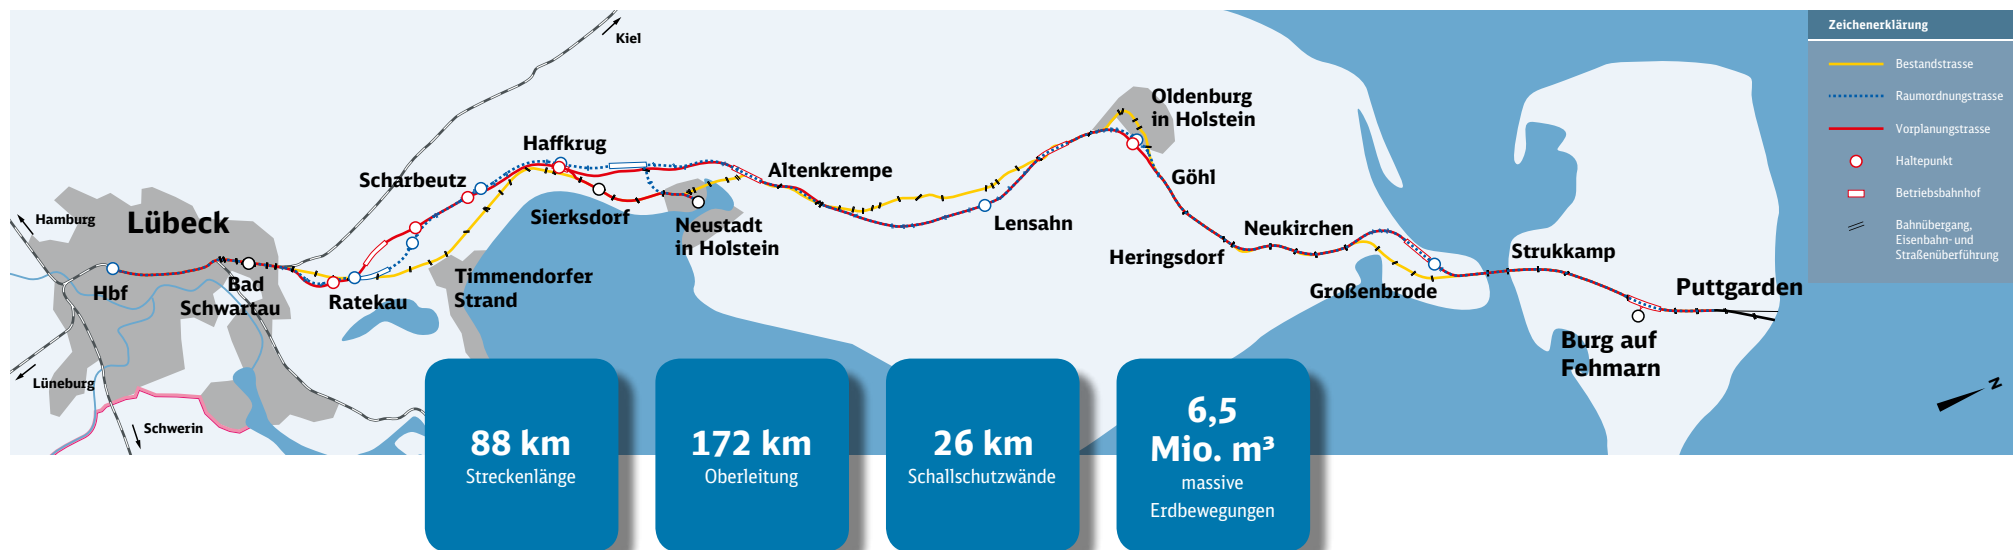 Kiel
Oldenburg
in Holstein
Haffkrug
Scharbeutz
Altenkrempe
Göhl
Hamburg
Lübeck
Sierksdorf
Neustadt
in Holstein
Lensahn
Neukirchen
Heringsdorf
Strukkamp
Hbf
Bad
Schwartau
Ratekau
Timmendorfer
Strand
Großenbrode
Puttgarden
Burg auf
Fehmarn
Lüneburg
Schwerin
N
Zeichenerklärung
Bestandstrasse
Raumordnungstrasse
Vorplanungstrasse
Haltepunkt
Betriebsbahnhof
Bahnübergang,
Eisenbahn- und
Straßenüberführung
88 km
Streckenlänge
172 km
Oberleitung
26 km
Schallschutzwände
6,5
Mio. m³
massive
Erdbewegungen